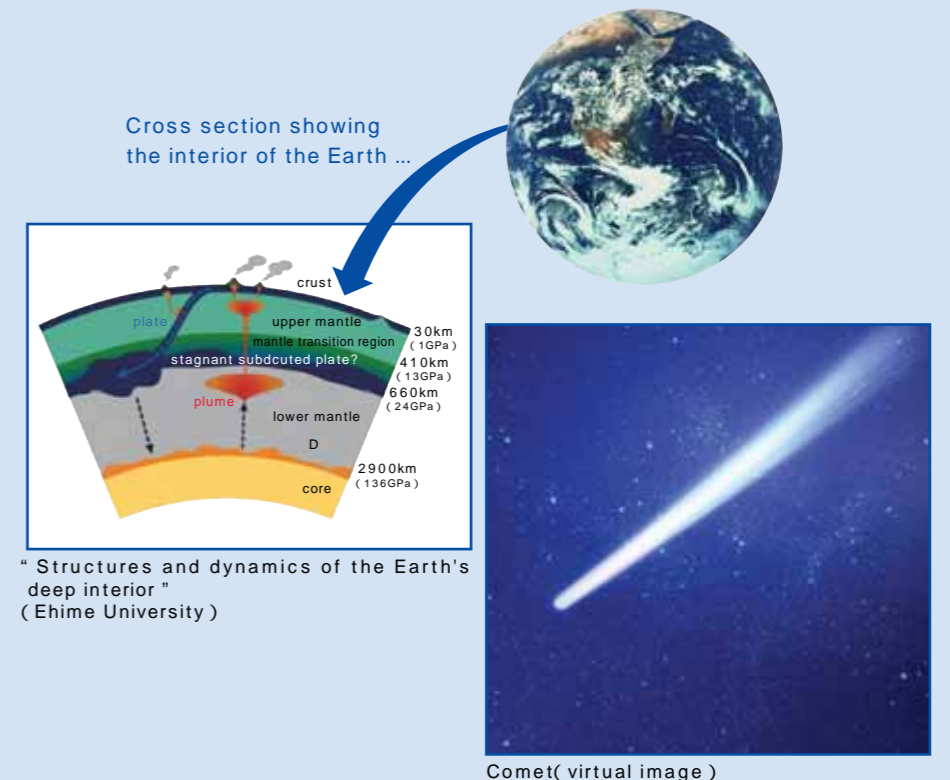 Cross section showing
the interior of the Earth ...
crust
plate
upper mantle
mantle transition region
stagnant subdcuted plate?
plume
lower mantle
D
core
30km
(1GPa)
410km
(13GPa)
660km
(24GPa)
2900km
(136GPa)
“ Structures and dynamics of the Earth's
deep interior ”
( Ehime University )
Comet( virtual image )